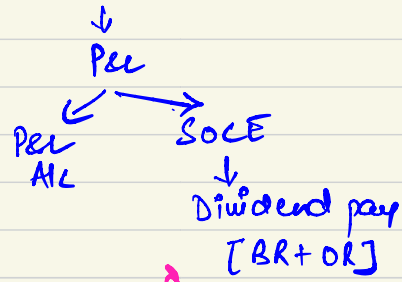 P&L
P&L
A/c
SOCE
Dividend pay
[BR+OR]